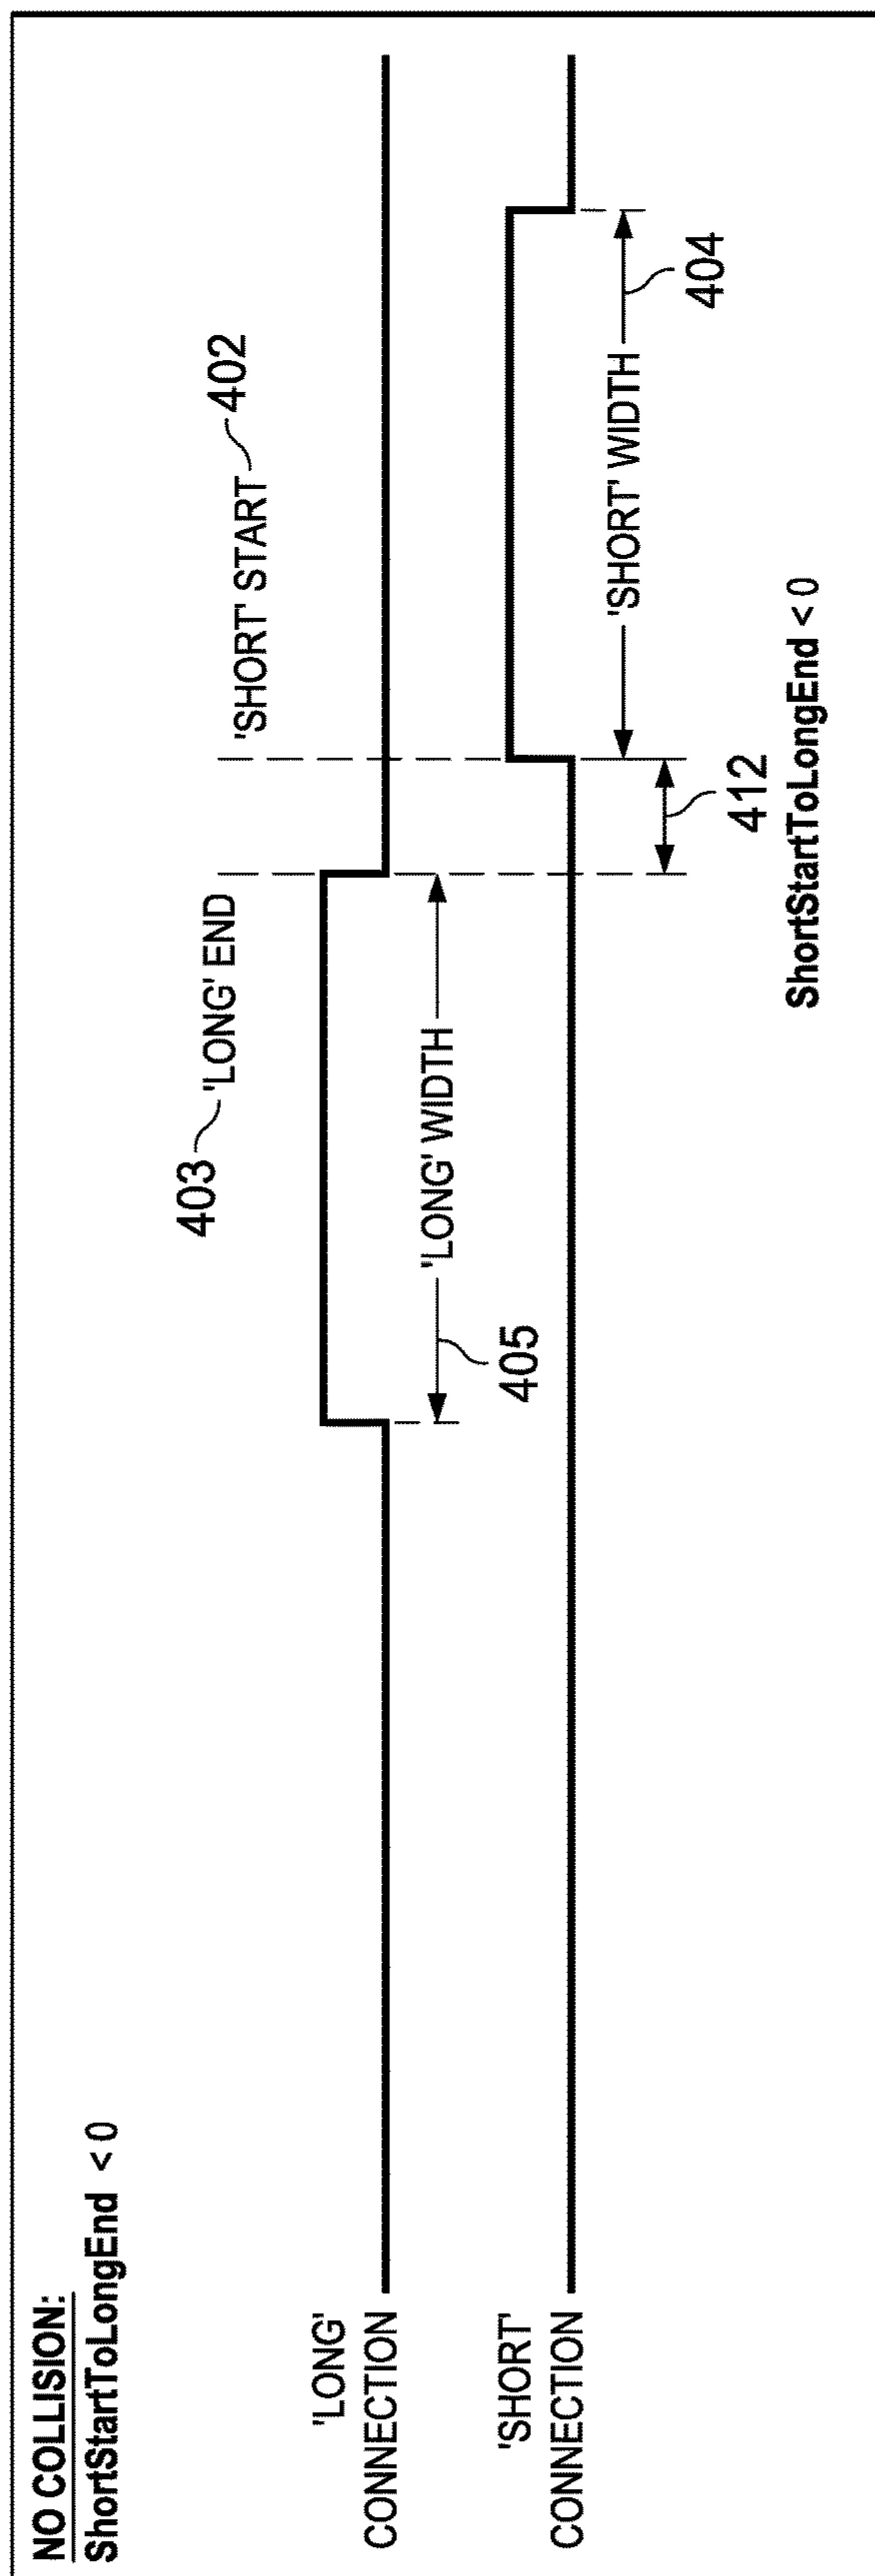 NO COLLISION:
ShortStartToLongEnd < 0
403
'LONG' END
'SHORT' START
402
'LONG'
CONNECTION
'LONG' WIDTH
405
'SHORT'
CONNECTION
'SHORT' WIDTH
404
412
ShortStartToLongEnd < 0